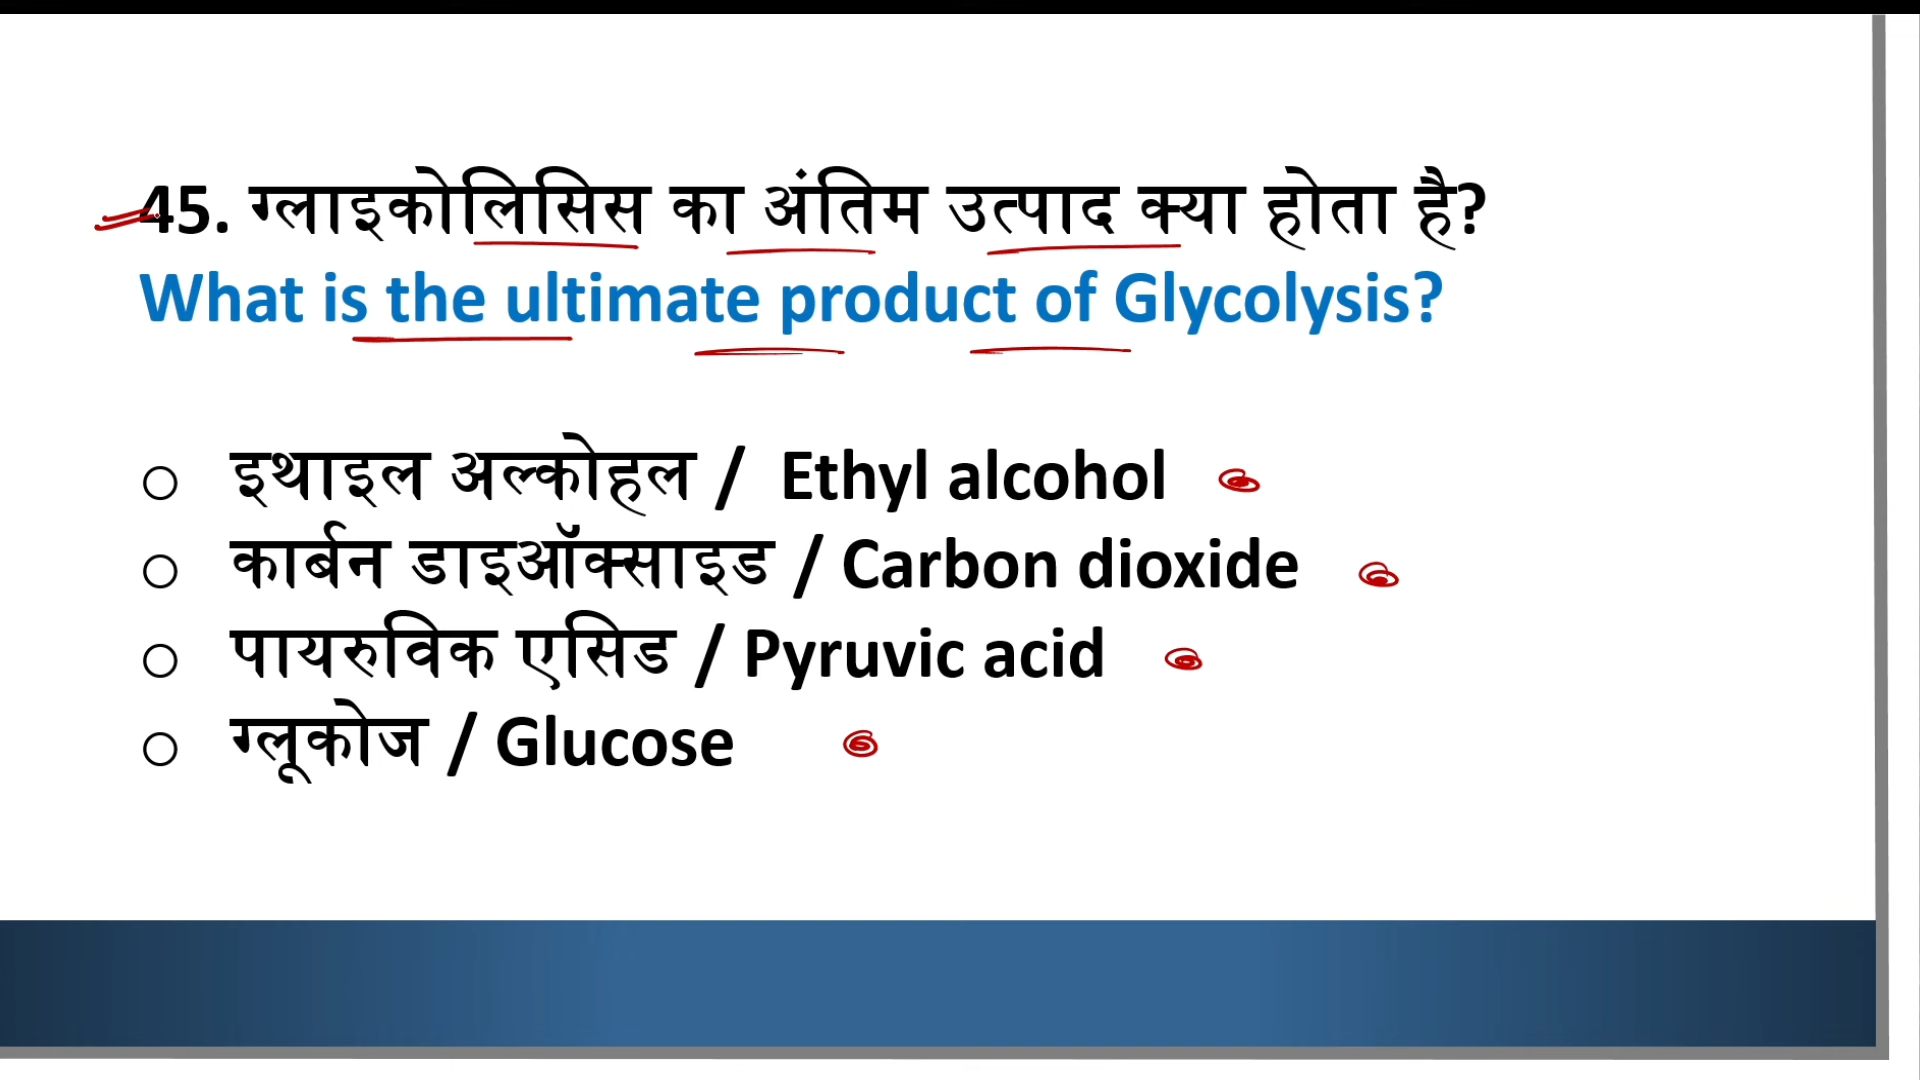 45. ग्लाइकोलिसिस का अंतिम उत्पाद क्या होता है?
What is the ultimate product of Glycolysis?
इथाइल अल्कोहल / Ethyl alcohol
कार्बन डाइऑक्साइड / Carbon dioxide
पायरुविक एसिड / Pyruvic acid
ग्लूकोज / Glucose